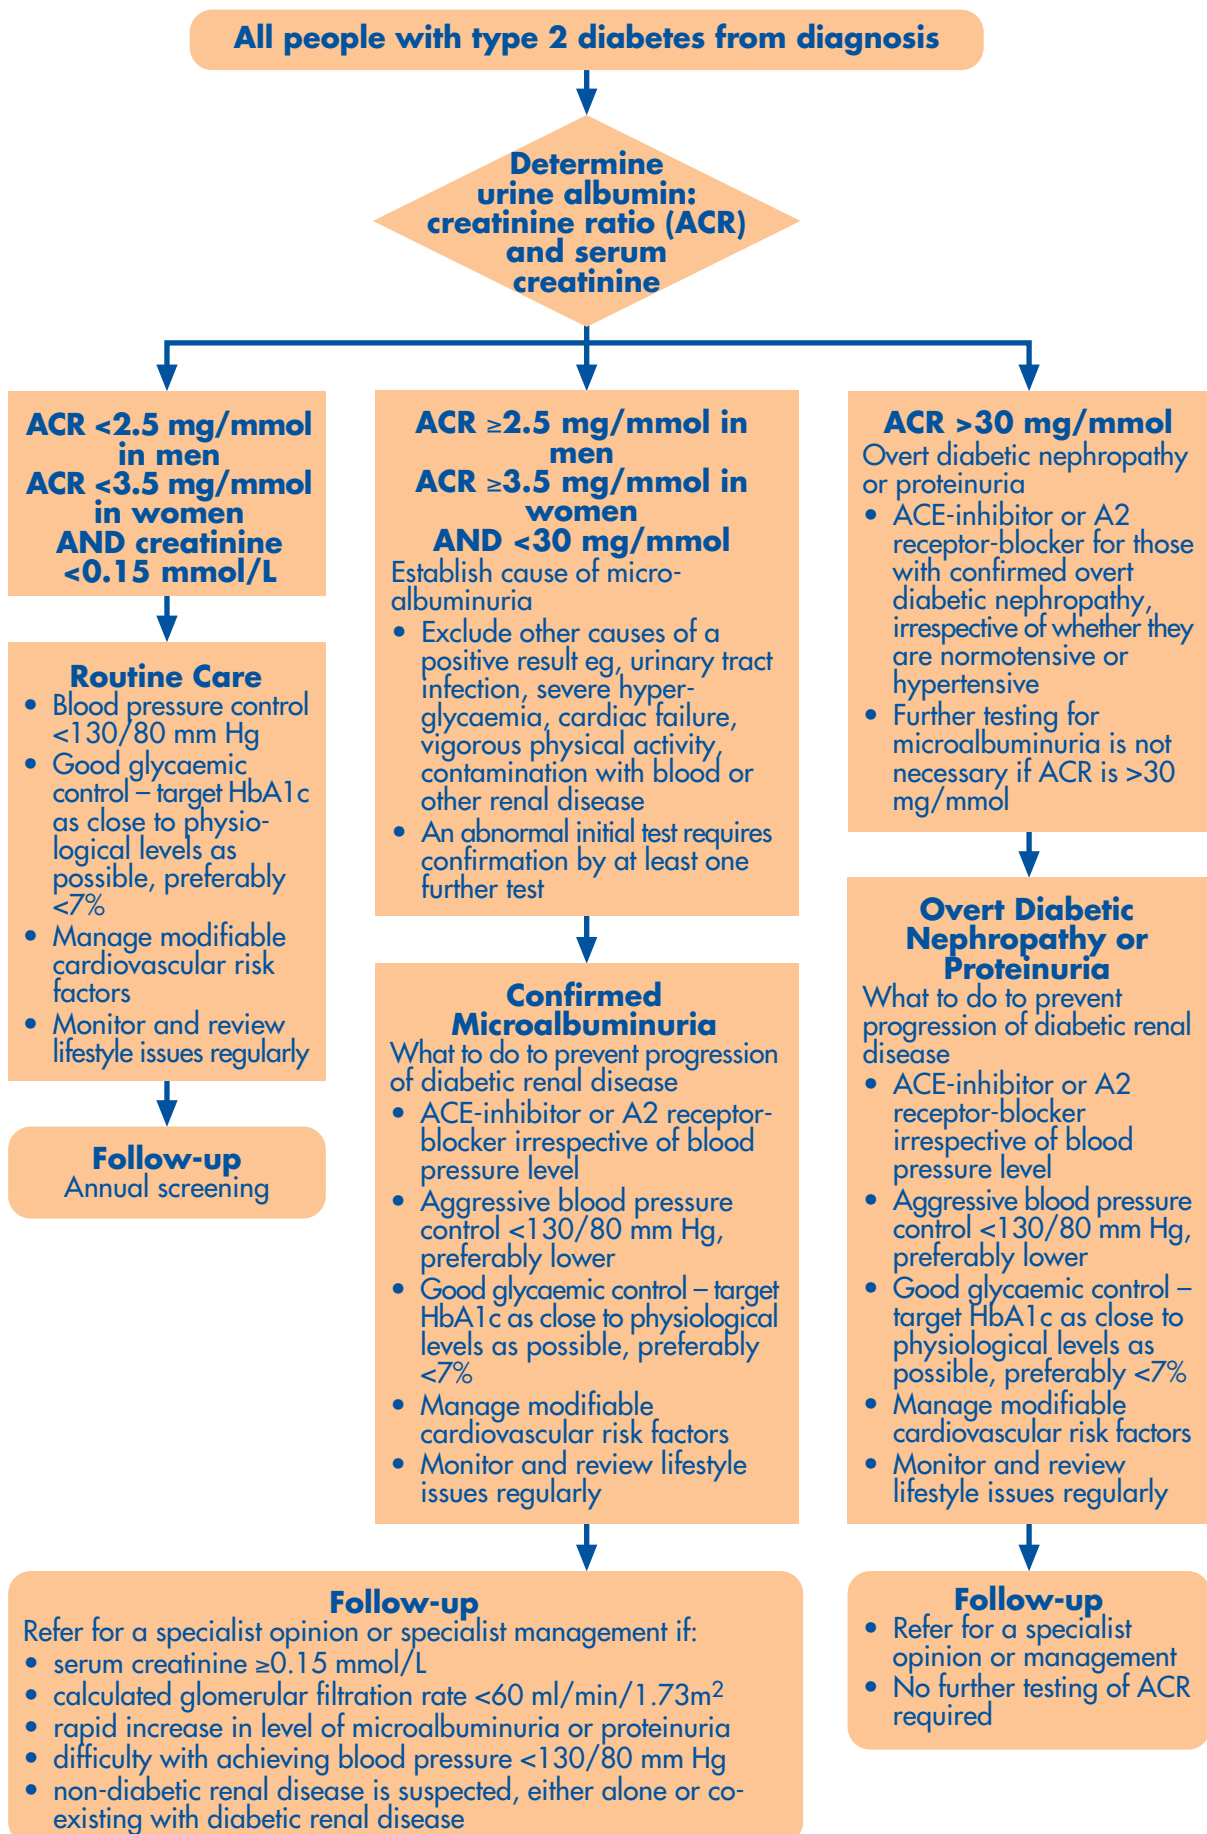 All people with type 2 diabetes from diagnosis
Determine
urine albumin:
creatinine ratio (ACR)
and serum
creatinine
ACR <2.5 mg/mmol
in men
ACR <3.5 mg/mmol
in women
AND creatinine
<0.15 mmol/L
Routine Care
• Blood pressure control
<130/80 mm Hg
• Good glycaemic
control – target HbA1c
as close to physio-
logical levels as
possible, preferably
<7%
• Manage modifiable
cardiovascular risk
factors
• Monitor and review
lifestyle issues regularly
Follow-up
Annual screening
ACR ≥2.5 mg/mmol in
men
ACR ≥3.5 mg/mmol in
women
AND <30 mg/mmol
Establish cause of micro-
albuminuria
• Exclude other causes of a
positive result eg, urinary tract
infection, severe hyper-
glycaemia, cardiac failure,
vigorous physical activity,
contamination with blood or
other renal disease
• An abnormal initial test requires
confirmation by at least one
further test
Confirmed
Microalbuminuria
What to do to prevent progression
of diabetic renal disease
• ACE-inhibitor or A2 receptor-
blocker irrespective of blood
pressure level
• Aggressive blood pressure
control <130/80 mm Hg,
preferably lower
• Good glycaemic control – target
HbA1c as close to physiological
levels as possible, preferably
<7%
• Manage modifiable
cardiovascular risk factors
• Monitor and review lifestyle
issues regularly
Follow-up
Refer for a specialist opinion or specialist management if:
• serum creatinine ≥0.15 mmol/L
• calculated glomerular filtration rate <60 ml/min/1.73m²
• rapid increase in level of microalbuminuria or proteinuria
• difficulty with achieving blood pressure <130/80 mm Hg
• non-diabetic renal disease is suspected, either alone or co-
existing with diabetic renal disease
ACR >30 mg/mmol
Overt diabetic nephropathy
or proteinuria
• ACE-inhibitor or A2
receptor-blocker for those
with confirmed overt
diabetic nephropathy,
irrespective of whether they
are normotensive or
hypertensive
• Further testing for
microalbuminuria is not
necessary if ACR is >30
mg/mmol
Overt Diabetic
Nephropathy or
Proteinuria
What to do to prevent
progression of diabetic renal
disease
• ACE-inhibitor or A2
receptor-blocker
irrespective of blood
pressure level
• Aggressive blood pressure
control <130/80 mm Hg,
preferably lower
• Good glycaemic control –
target HbA1c as close to
physiological levels as
possible, preferably <7%
• Manage modifiable
cardiovascular risk factors
• Monitor and review
lifestyle issues regularly
Follow-up
• Refer for a specialist
opinion or management
• No further testing of ACR
required